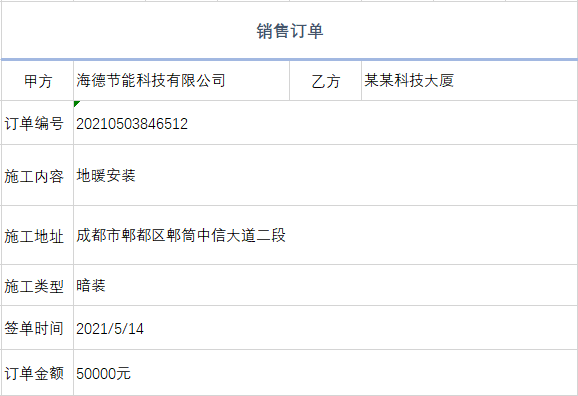 销售订单
甲方 海德节能科技有限公司 乙方 某某科技大厦
订单编号 20210503846512
施工内容 地暖安装
施工地址 成都市郫都区郫筒中信大道二段
施工类型 暗装
签单时间 2021/5/14
订单金额 50000元